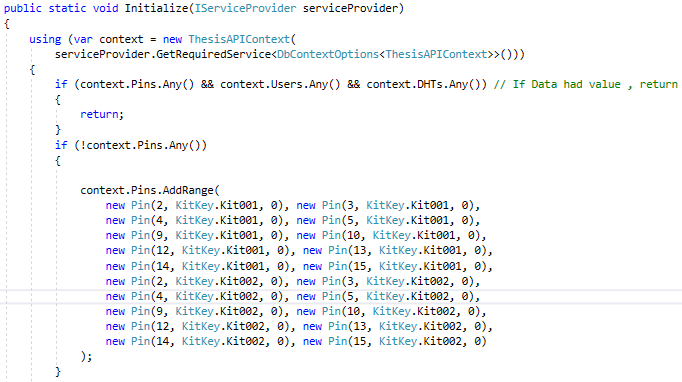 public static void Initialize(IServiceProvider serviceProvider)
{
using (var context = new ThesisAPIContext(
serviceProvider.GetRequiredService<DbContextOptions<ThesisAPIContext>>()))
{
if (context.Pins.Any() && context.Users.Any() && context.DHTs.Any()) // If Data had value , return
{
return;
}
if (!context.Pins.Any())
{
context.Pins.AddRange(
new Pin(2, KitKey.Kit001, 0), new Pin(3, KitKey.Kit001, 0),
new Pin(4, KitKey.Kit001, 0), new Pin(5, KitKey.Kit001, 0),
new Pin(9, KitKey.Kit001, 0), new Pin(10, KitKey.Kit001, 0),
new Pin(12, KitKey.Kit001, 0), new Pin(13, KitKey.Kit001, 0),
new Pin(14, KitKey.Kit001, 0), new Pin(15, KitKey.Kit001, 0),
new Pin(2, KitKey.Kit002, 0), new Pin(3, KitKey.Kit002, 0),
new Pin(4, KitKey.Kit002, 0), new Pin(5, KitKey.Kit002, 0),
new Pin(9, KitKey.Kit002, 0), new Pin(10, KitKey.Kit002, 0),
new Pin(12, KitKey.Kit002, 0), new Pin(13, KitKey.Kit002, 0),
new Pin(14, KitKey.Kit002, 0), new Pin(15, KitKey.Kit002, 0)
);
}